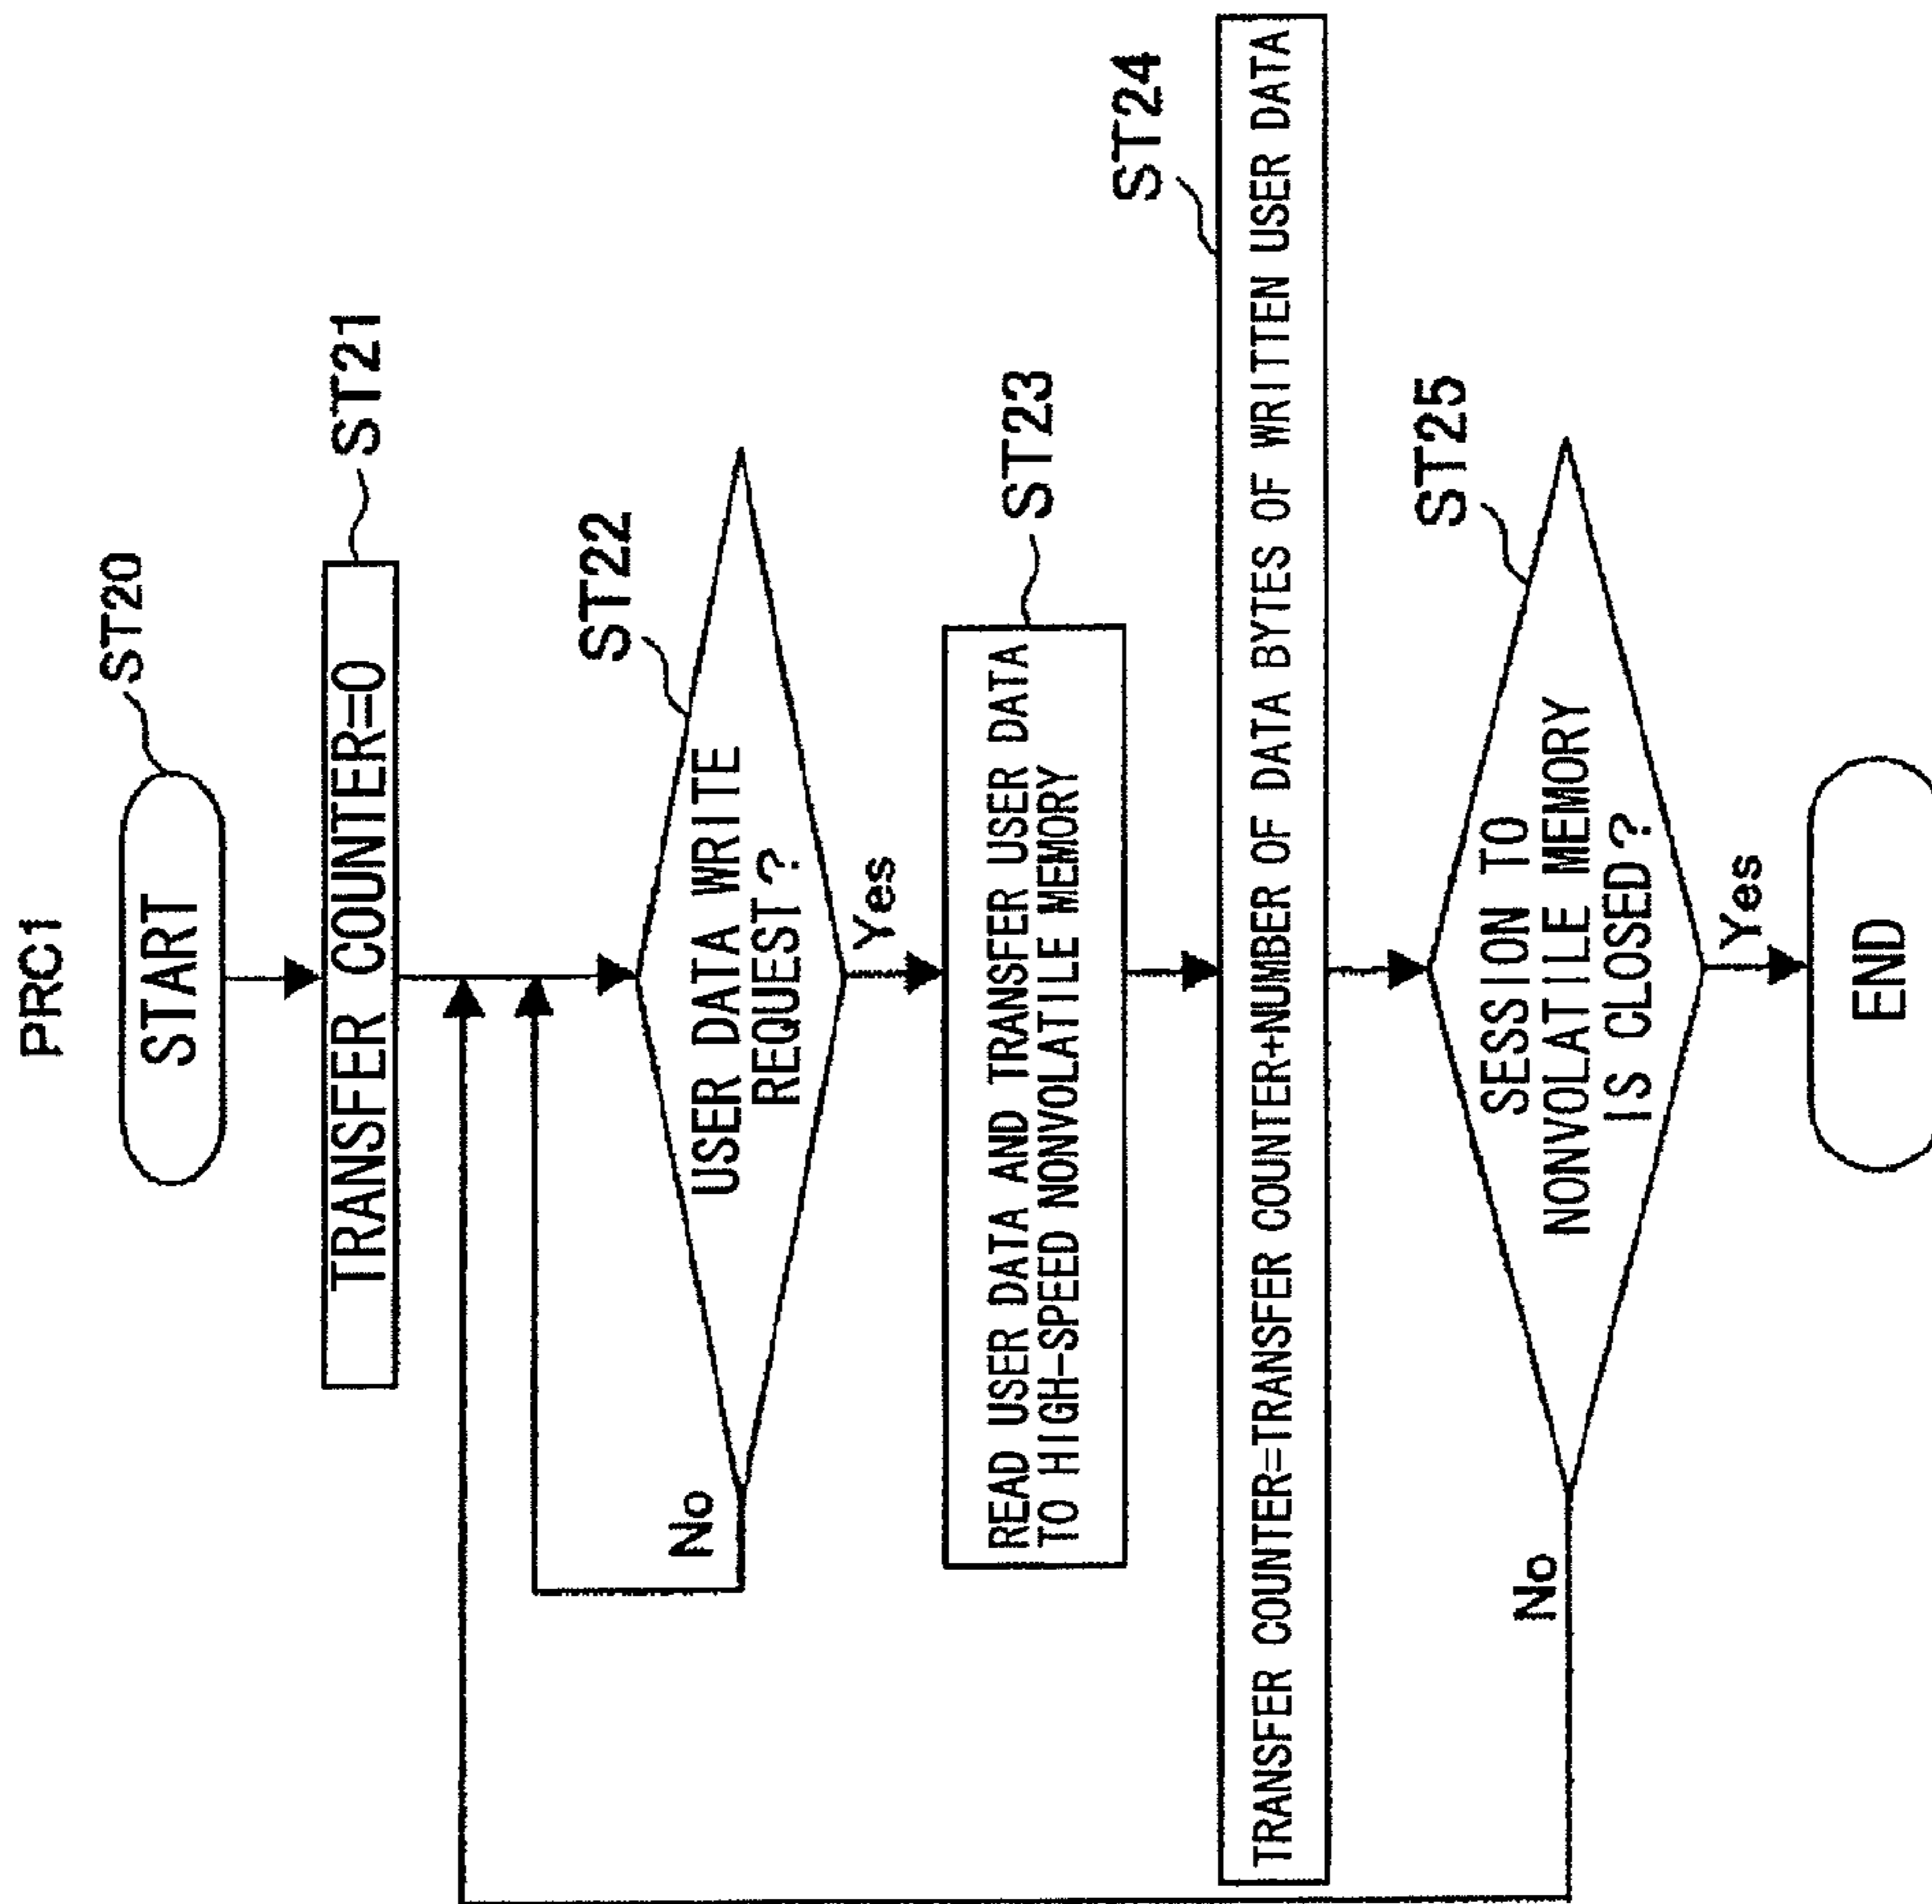 PRC1
START
ST20
TRANSFER COUNTER=0
ST21
USER DATA WRITE
REQUEST?
ST22
No
Yes
READ USER DATA AND TRANSFER USER DATA
TO HIGH-SPEED NONVOLATILE MEMORY
ST23
TRANSFER COUNTER=TRANSFER COUNTER+NUMBER OF DATA BYTES OF WRITTEN USER DATA
ST24
SESSION TO
NONVOLATILE MEMORY
IS CLOSED?
ST25
No
Yes
END